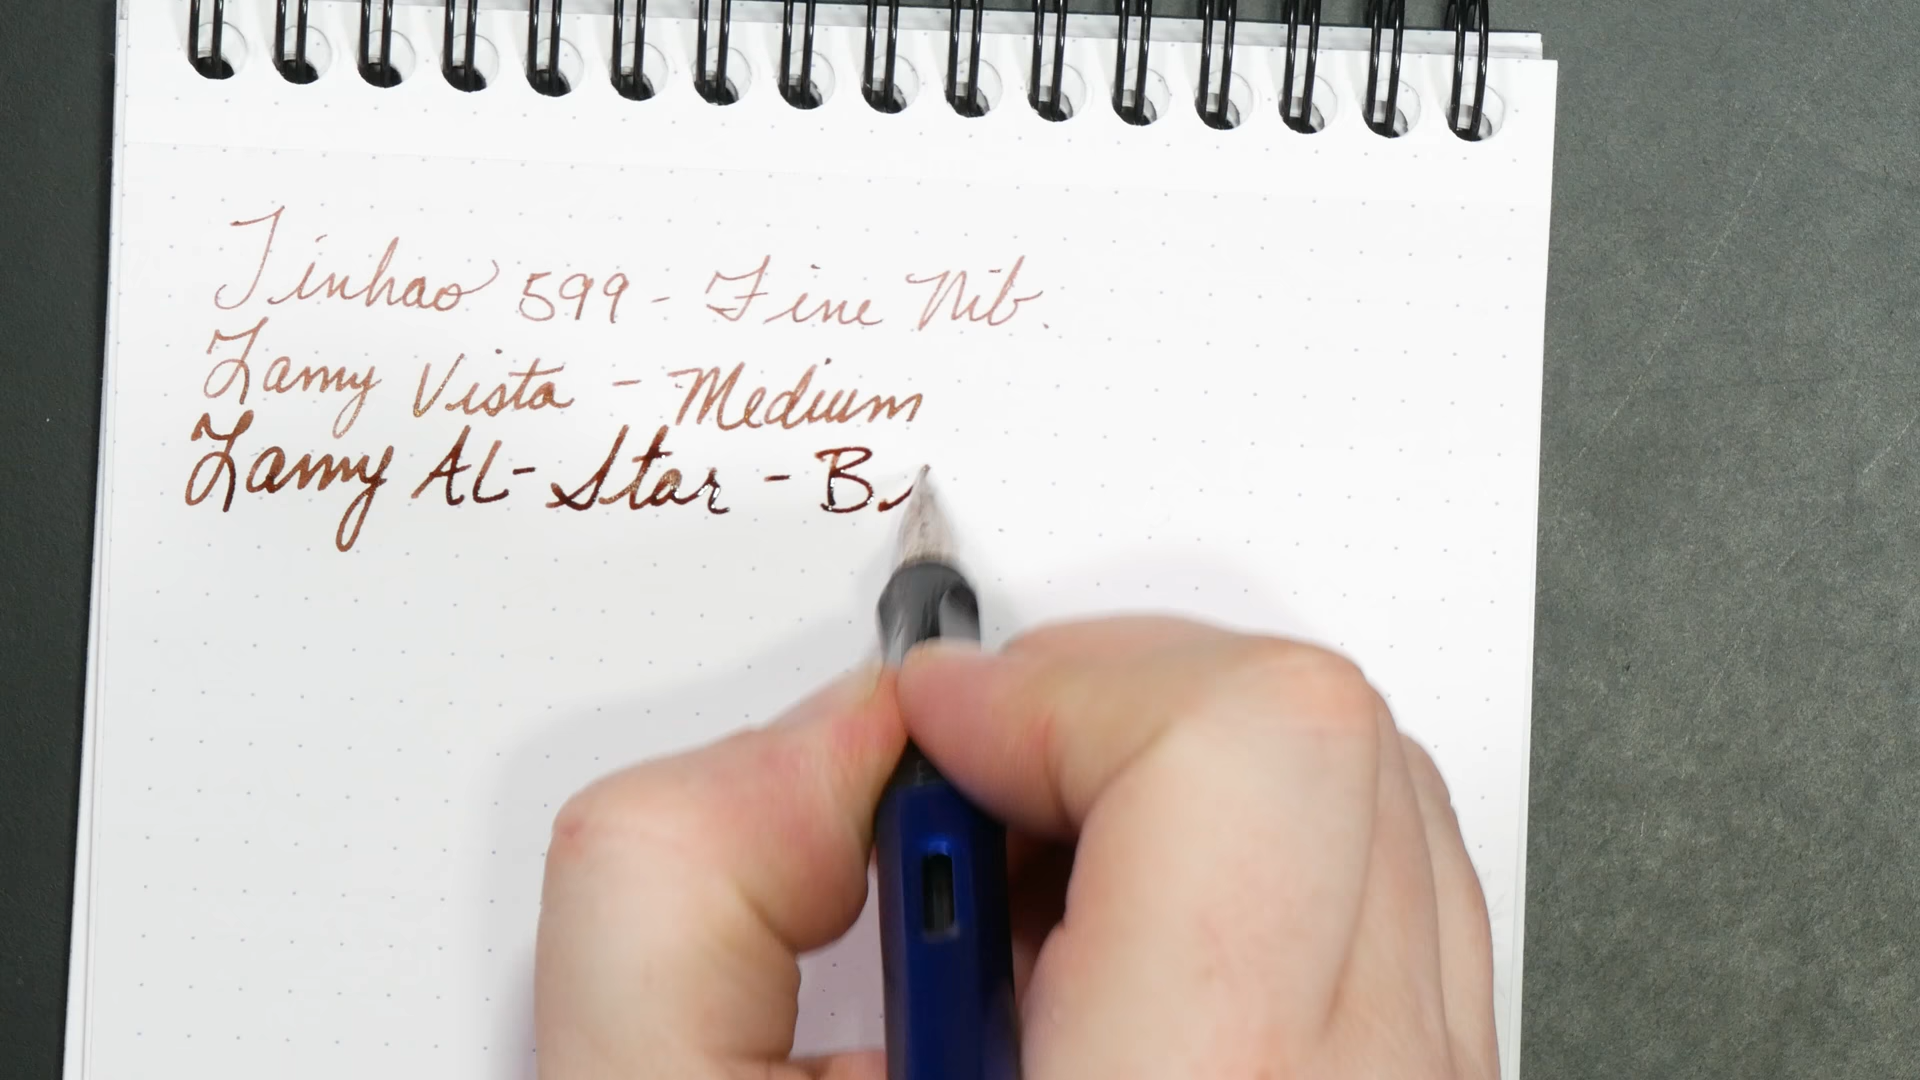 Jinhao 599 - Fine Nib.
Lamy Vista - Medium
Lamy AL-Star - B